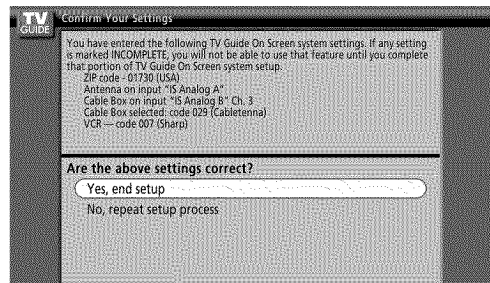 TV
GUIDE
Confirm Your Settings
You have entered the following TV Guide On Screen system settings. If any setting
is marked INCOMPLETE, you will not be able to use that feature until you complete
that portion of TV Guide On Screen system setup.
ZIP code - 01730 (USA)
Antenna on input "IS Analog A"
Cable Box on input "IS Analog B" Ch. 3
Cable Box selected: code 029 (Cabletenna)
VCR — code 007 (Sharp)
Are the above settings correct?
Yes, end setup
No, repeat setup process